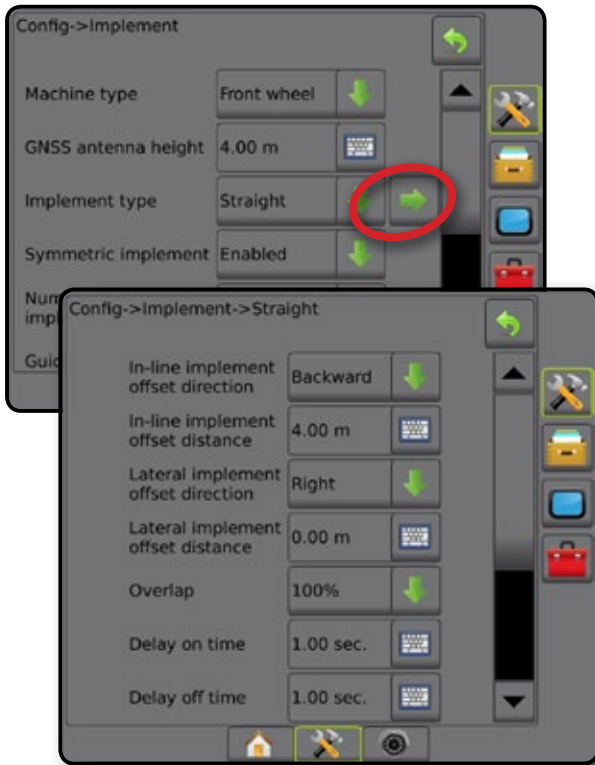 Config->Implement
Machine type Front wheel
GNSS antenna height 4.00 m
Implement type Straight
Symmetric implement Enabled
Config->Implement->Straight
In-line implement
offset direction Backward
In-line implement
offset distance 4.00 m
Lateral implement
offset direction Right
Lateral implement
offset distance 0.00 m
Overlap 100%
Delay on
time 1.00 sec.
Delay off time 1.00 sec.